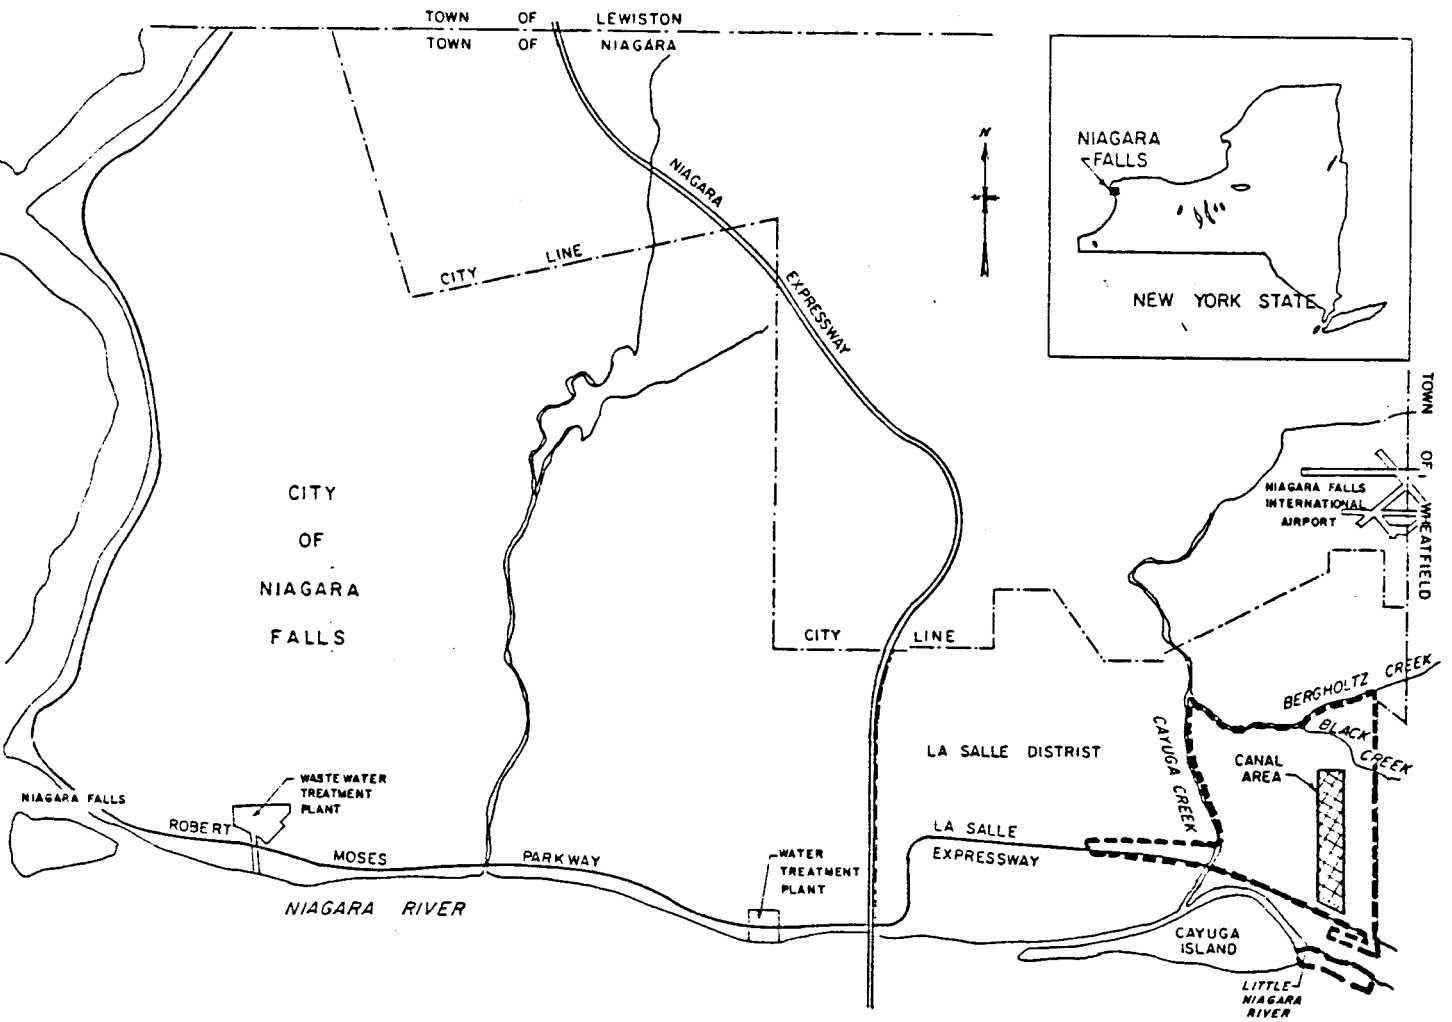 TOWN OF LEWISTON
TOWN OF NIAGARA
N
NIAGARA
FALLS
NEW YORK STATE
NIAGARA
EXPRESSWAY
CITY LINE
TOWN OF WHEATFIELD
NIAGARA FALLS
INTERNATIONAL
AIRPORT
CITY
OF
NIAGARA
FALLS
CITY LINE
BERGHOLTZ CREEK
BLACK
CREEK
CAYUGA CREEK
LA SALLE DISTRIST
CANAL
AREA
NIAGARA FALLS
WASTE WATER
TREATMENT
PLANT
ROBERT MOSES PARKWAY
LA SALLE
EXPRESSWAY
WATER
TREATMENT
PLANT
NIAGARA RIVER
CAYUGA
ISLAND
LITTLE
NIAGARA
RIVER